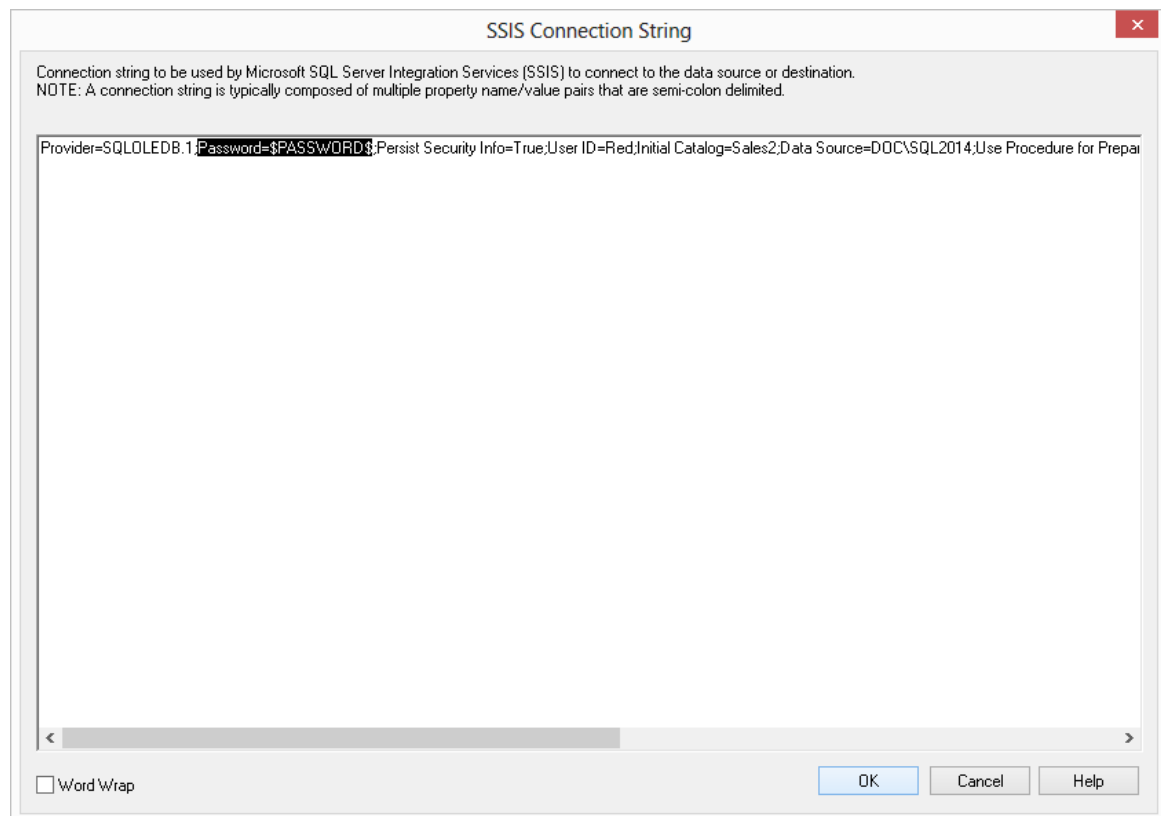 SSIS Connection String
Connection string to be used by Microsoft SQL Server Integration Services (SSIS) to connect to the data source or destination.
NOTE: A connection string is typically composed of multiple property name/value pairs that are semi-colon delimited.
Provider=SQLOLEDB.1;Password=$PASSWORD$;Persist Security Info=True;User ID=Red;Initial Catalog=Sales2;Data Source=DOC\SQL2014;Use Procedure for Prepar
Word Wrap
OK
Cancel
Help